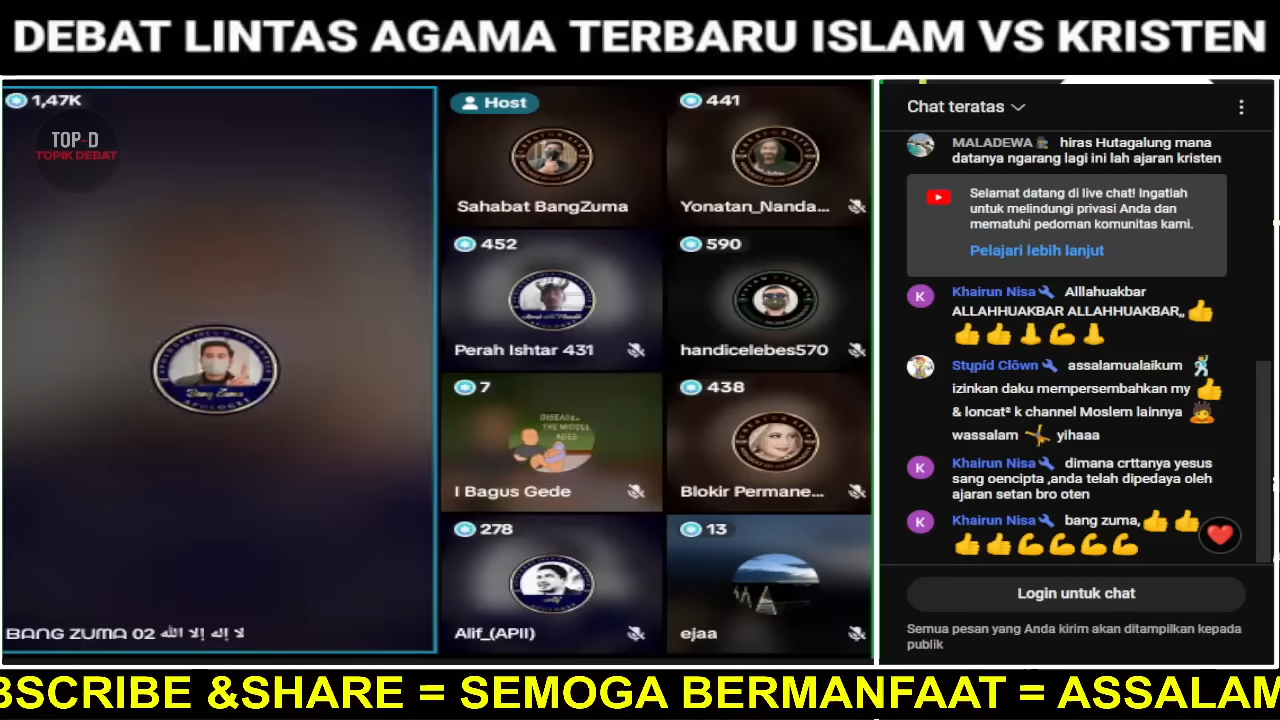 DEBAT LINTAS AGAMA TERBARU ISLAM VS KRISTEN
1,47K
TOP-D
TOPIK DEBAT
BANG ZUMA 02 لا إله إلا الله
Host
Sahabat BangZuma
441
Yonatan_Nanda...
452
Perah Ishtar 431
590
handicelebes570
7
DISEASE..
THE MIDDLE
AGED
I Bagus Gede
438
Blokir Permane...
278
Alif_(APII)
13
ejaa
Chat teratas
MALADEWA hiras Hutagalung mana
datanya ngarang lagi ini lah ajaran kristen
Selamat datang di live chat! Ingatlah
untuk melindungi privasi Anda dan
mematuhi pedoman komunitas kami.
Pelajari lebih lanjut
K
Khairun Nisa Alllahuakbar
ALLAHHUAKBAR ALLAHHUAKBAR,,
Stųpíd Clôwn assalamualaikum
izinkan daku mempersembahkan my
& loncat² k channel Moslem lainnya
wassalam yihaaa
K
Khairun Nisa dimana crttanya yesus
sang oencipta ,anda telah dipedaya oleh
ajaran setan bro oten
K
Khairun Nisa bang zuma,
Login untuk chat
Semua pesan yang Anda kirim akan ditampilkan kepada
publik
BSCRIBE &SHARE = SEMOGA BERMANFAAT = ASSALAM